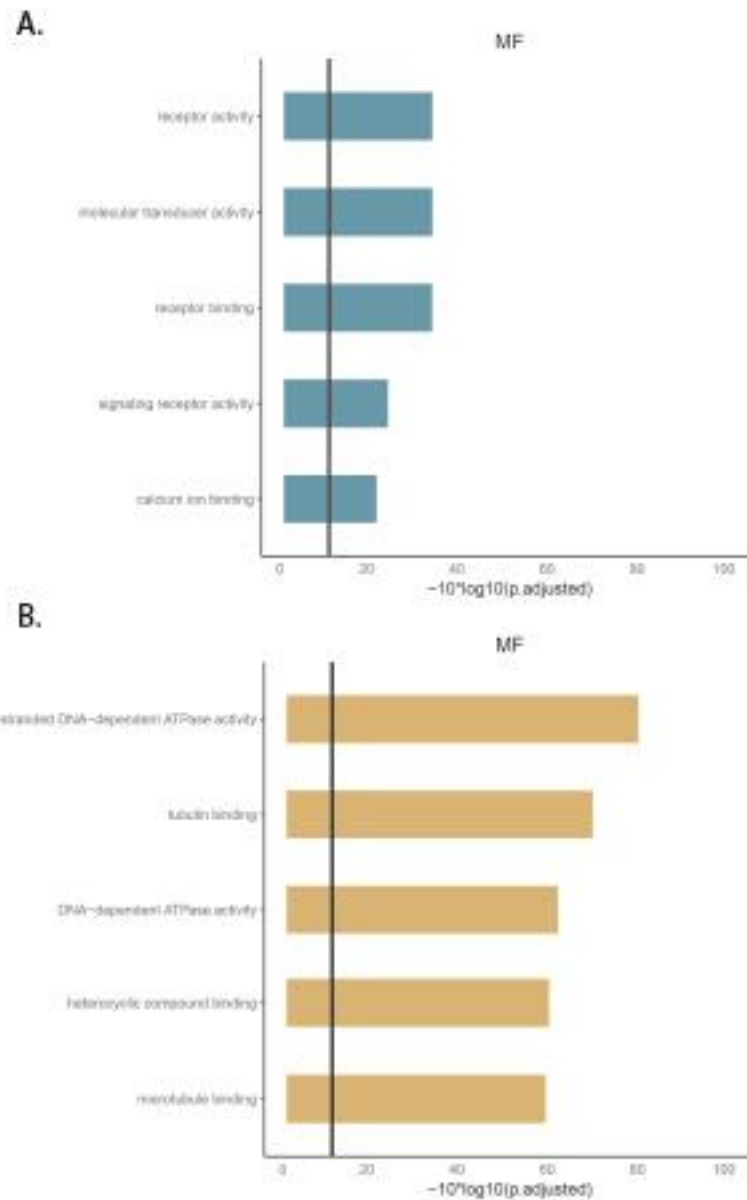 A.
MF
receptor activity
molecular transducer activity
receptor binding
signaling receptor activity
calcium ion binding
0 20 40 60 80 100
−10*log10(p.adjusted)
B.
MF
stranded DNA−dependent ATPase activity
tubulin binding
DNA−dependent ATPase activity
heterocyclic compound binding
microtubule binding
0 20 40 60 80 100
−10*log10(p.adjusted)